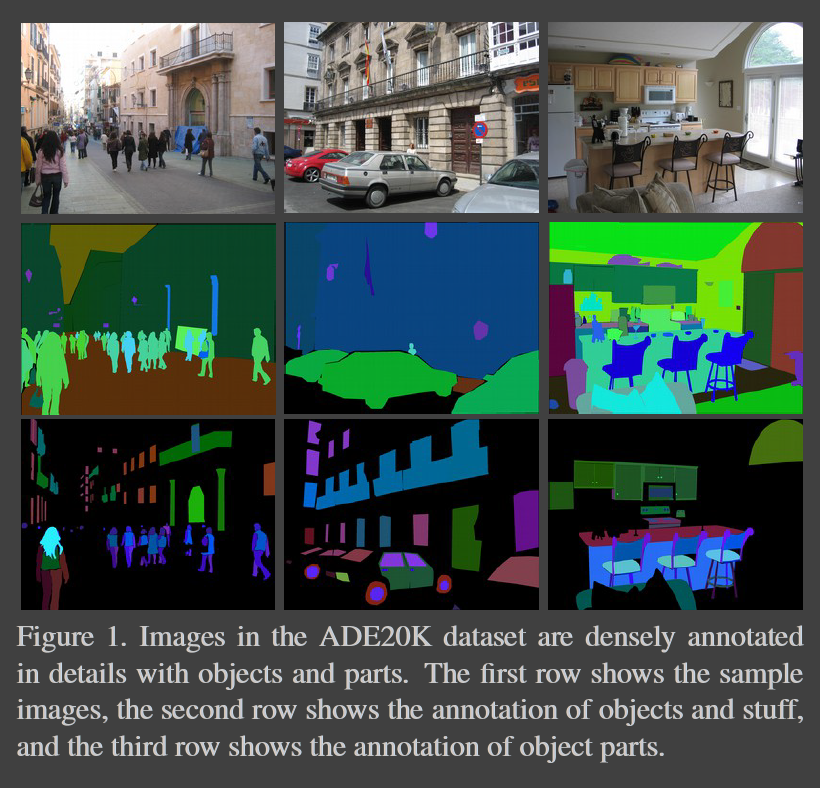 Figure 1. Images in the ADE20K dataset are densely annotated
in details with objects and parts. The first row shows the sample
images, the second row shows the annotation of objects and stuff,
and the third row shows the annotation of object parts.